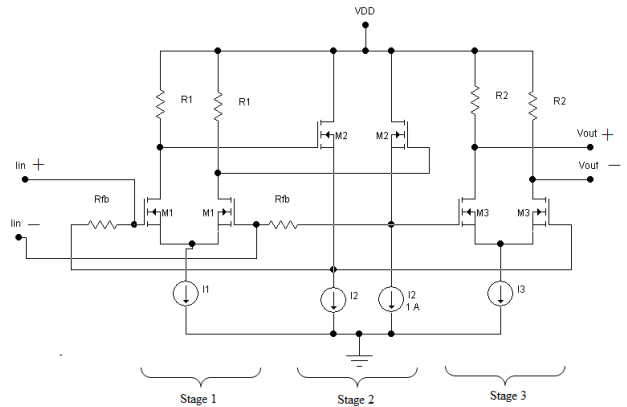 VDD
R1
R1
R2
R2
M2
M2
Vout +
Vout −
Iin +
Rfb
M1
M1
Rfb
M3
M3
Iin −
I1
I2
I2
1 A
I3
Stage 1
Stage 2
Stage 3